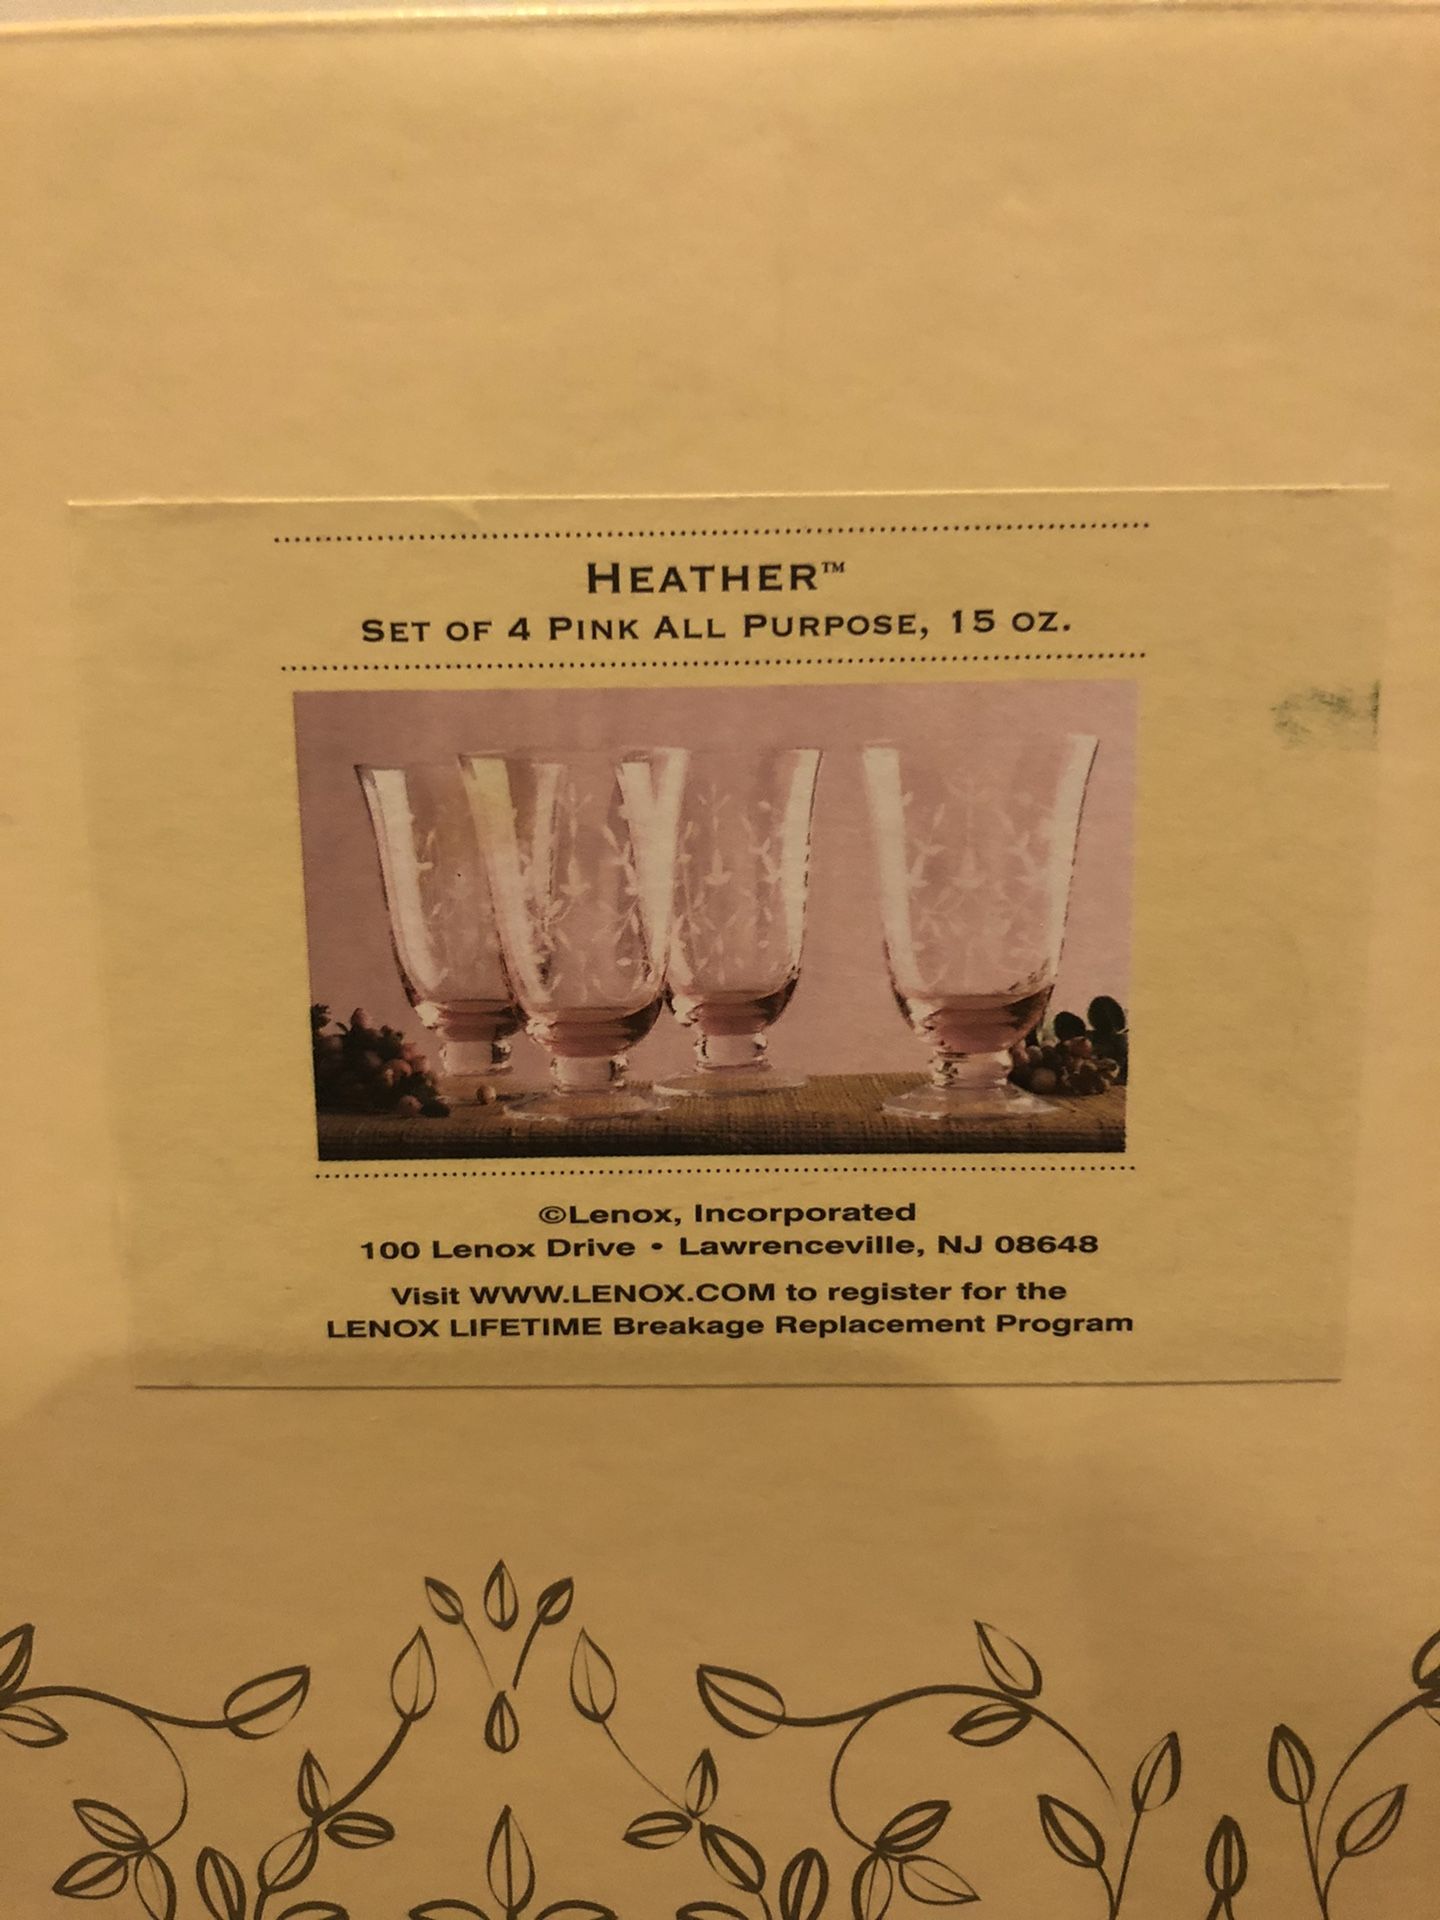 HEATHER™
SET OF 4 PINK ALL PURPOSE, 15 OZ.
©Lenox, Incorporated
100 Lenox Drive • Lawrenceville, NJ 08648
Visit WWW.LENOX.COM to register for the
LENOX LIFETIME Breakage Replacement Program